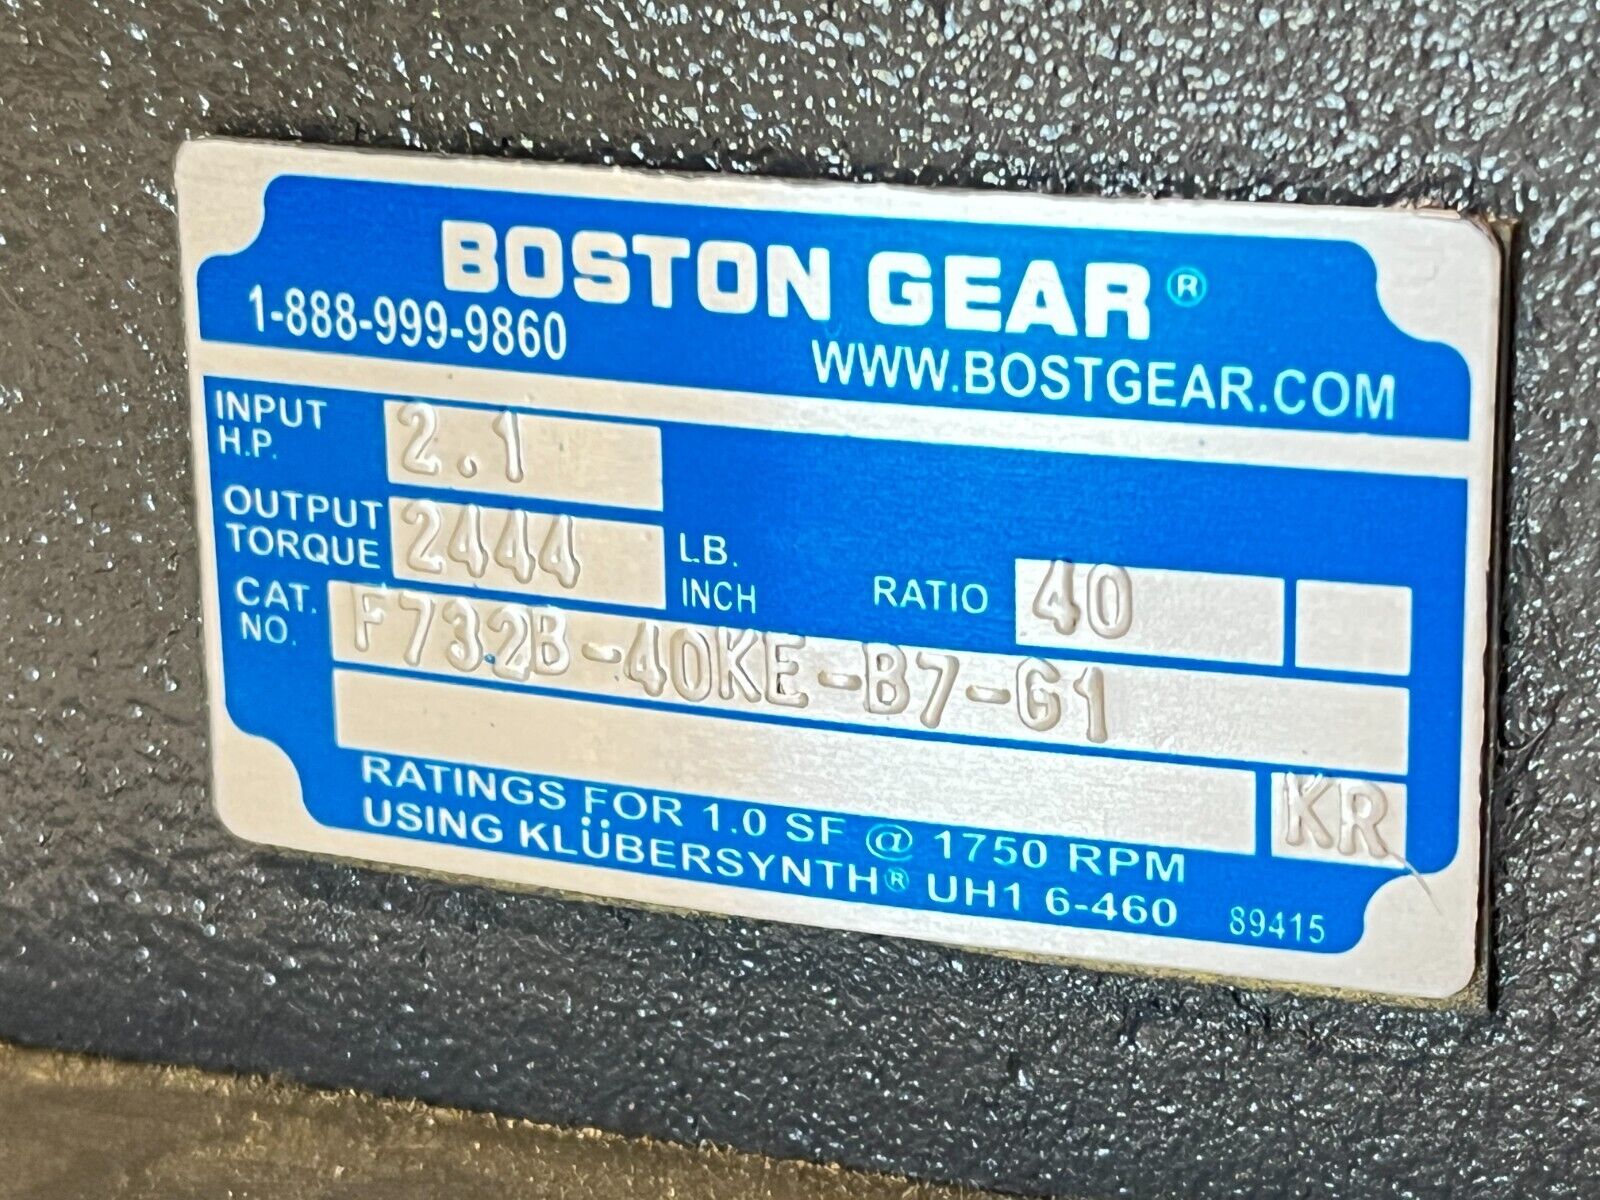 BOSTON GEAR®
1-888-999-9860
WWW.BOSTGEAR.COM
INPUT H.P. 2.1
OUTPUT TORQUE 2444 LB. INCH RATIO 40
CAT. NO. F732B-40KE-B7-G1
KR
RATINGS FOR 1.0 SF @ 1750 RPM
USING KLÜBERSYNTH® UH1 6-460
89415